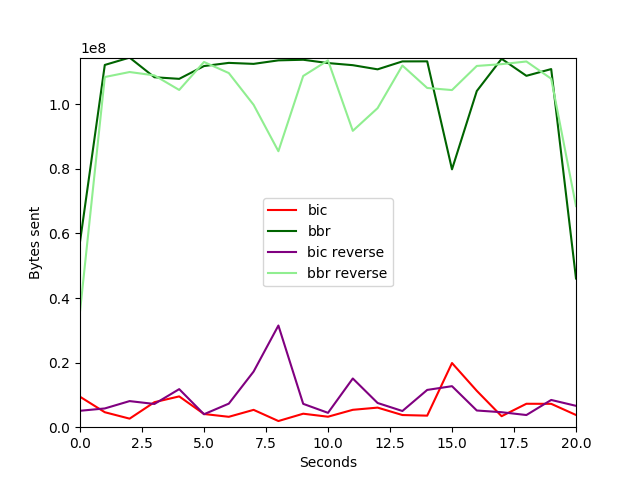 1e8
1.0
0.8
0.6
0.4
0.2
0.0
Bytes sent
bic
bbr
bic reverse
bbr reverse
0.0 2.5 5.0 7.5 10.0 12.5 15.0 17.5 20.0
Seconds